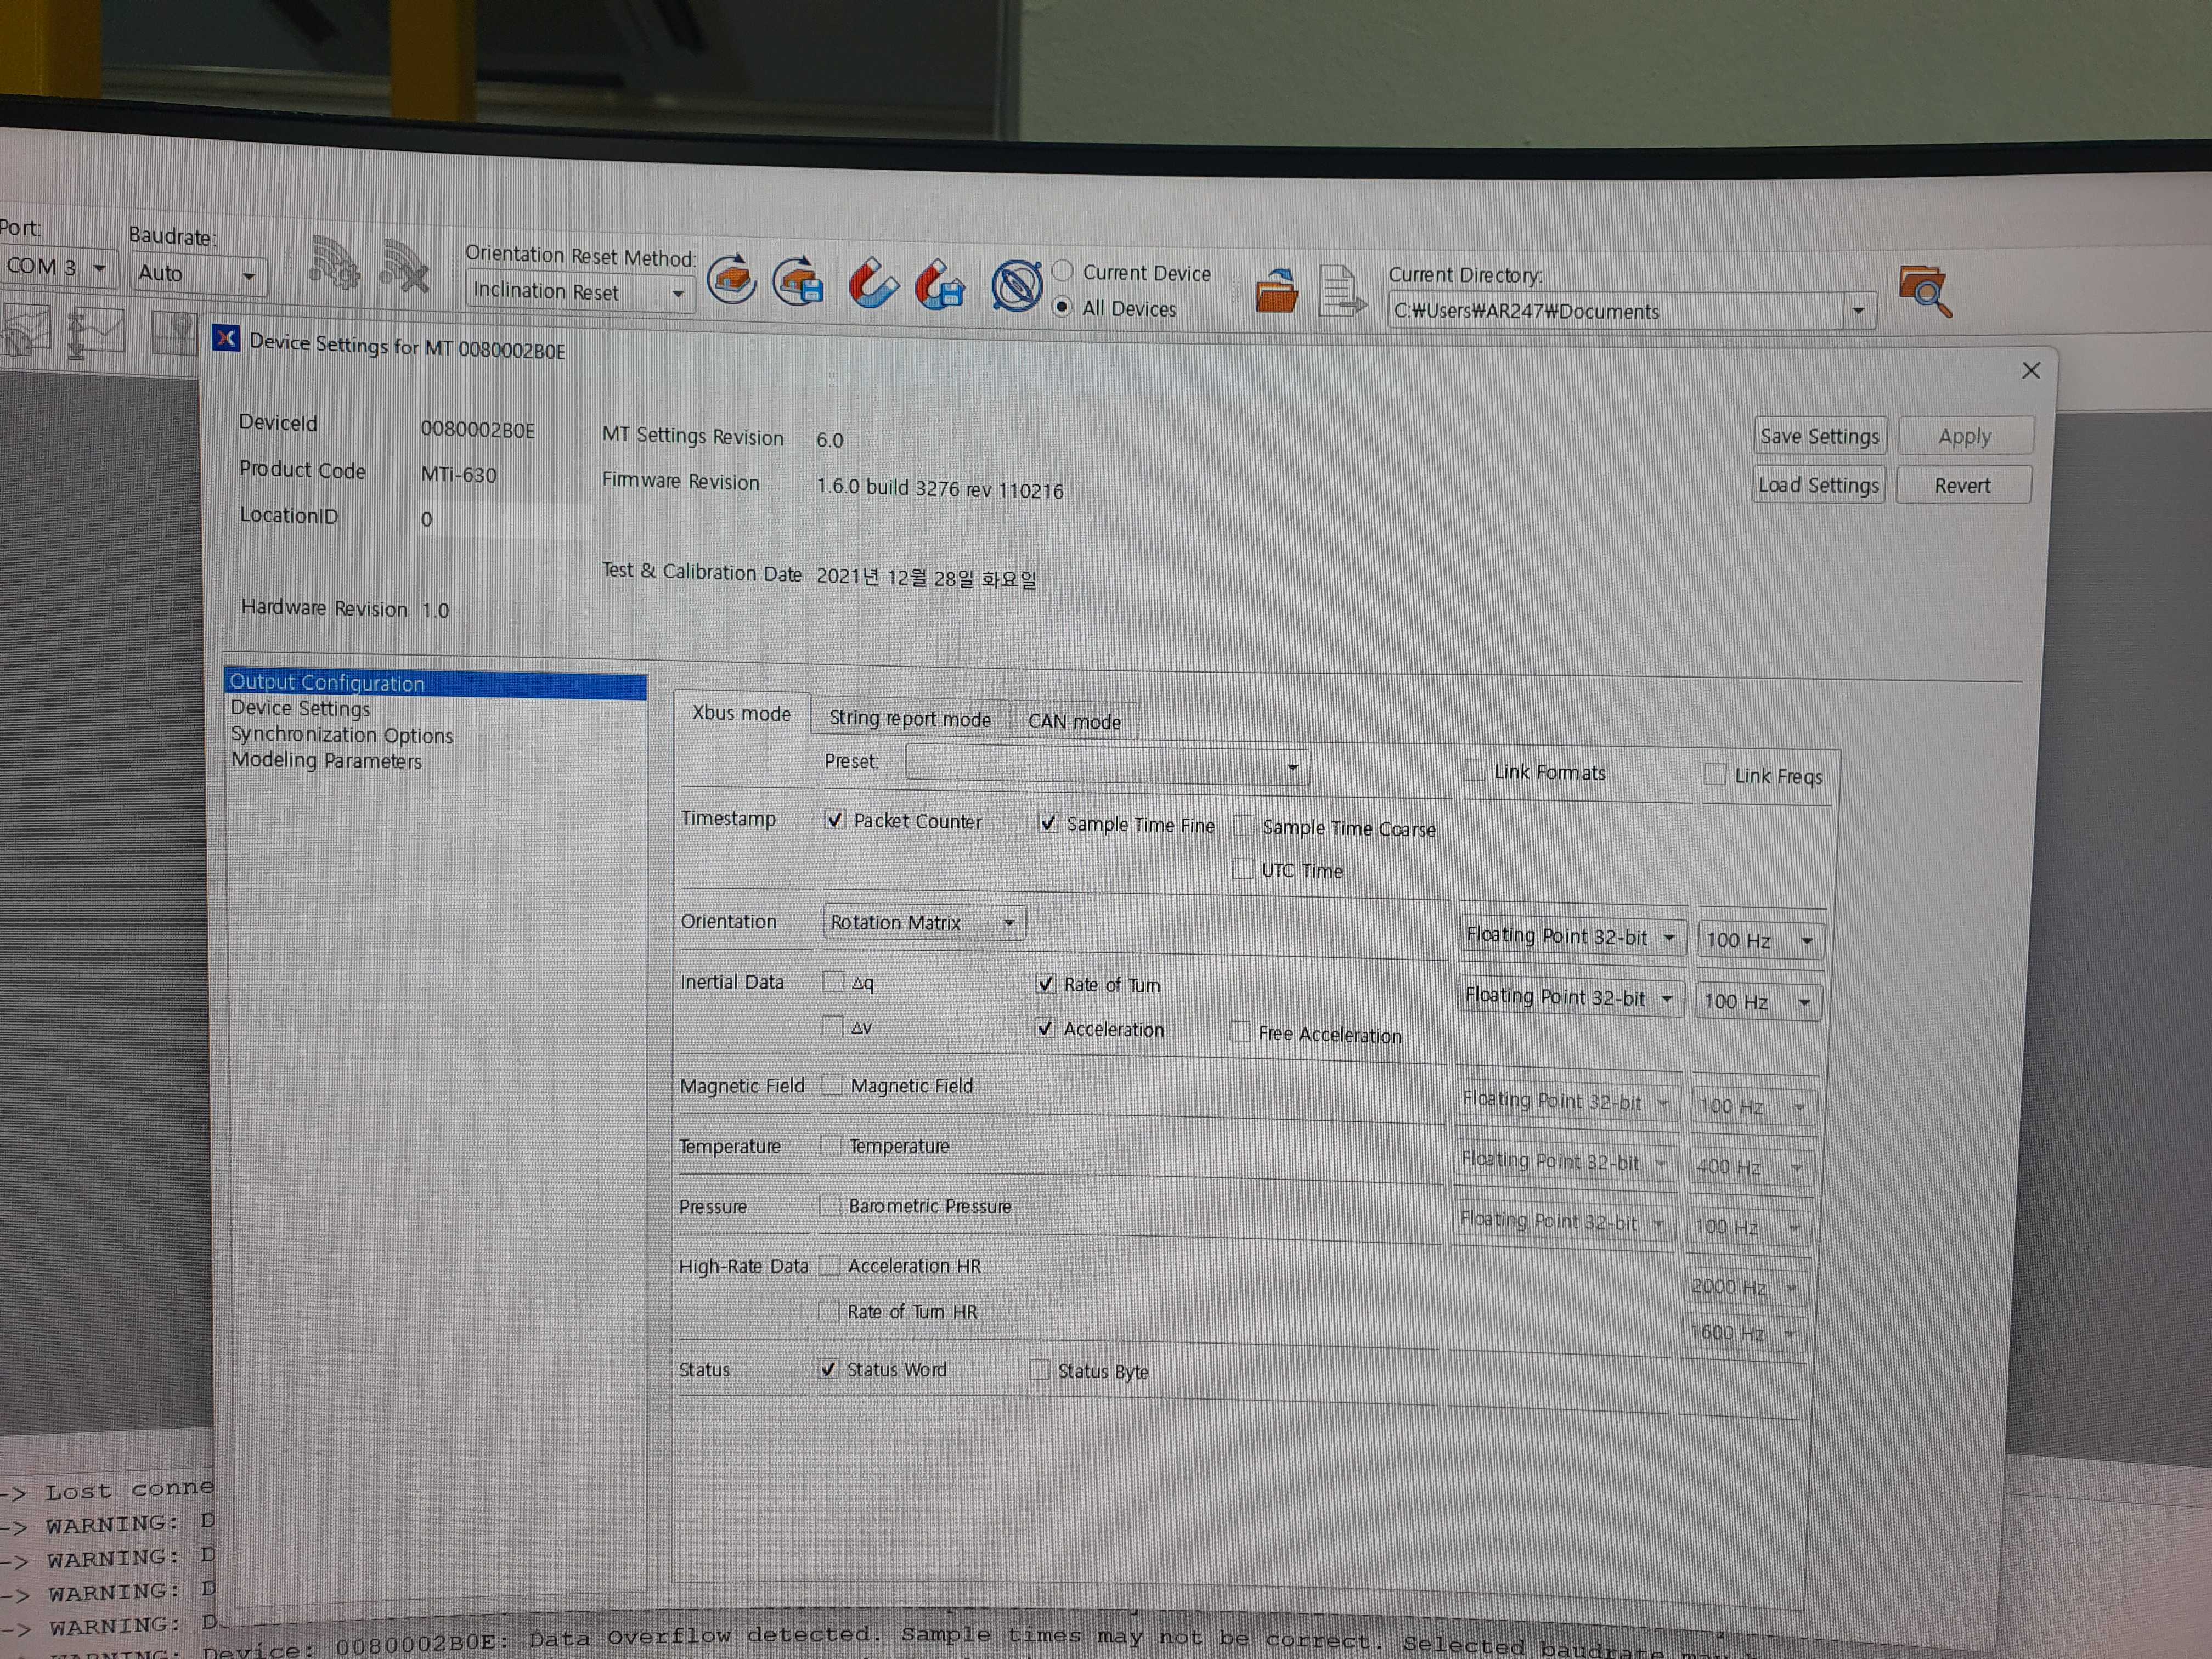 Port:
Baudrate:
COM 3
Auto
Orientation Reset Method:
Inclination Reset
Current Device
All Devices
Current Directory:
C:₩Users₩AR247₩Documents
Device Settings for MT 0080002B0E
DeviceId 0080002B0E
Product Code MTi-630
LocationID 0
Hardware Revision 1.0
MT Settings Revision 6.0
Firmware Revision 1.6.0 build 3276 rev 110216
Test & Calibration Date 2021년 12월 28일 화요일
Save Settings
Apply
Load Settings
Revert
Output Configuration
Device Settings
Synchronization Options
Modeling Parameters
Xbus mode
String report mode
CAN mode
Preset:
Link Formats
Link Freqs
Timestamp
Packet Counter
Sample Time Fine
Sample Time Coarse
UTC Time
Orientation
Rotation Matrix
Floating Point 32-bit
100 Hz
Inertial Data
Δq
Rate of Turn
Floating Point 32-bit
100 Hz
Δv
Acceleration
Free Acceleration
Magnetic Field
Magnetic Field
Floating Point 32-bit
100 Hz
Temperature
Temperature
Floating Point 32-bit
400 Hz
Pressure
Barometric Pressure
Floating Point 32-bit
100 Hz
High-Rate Data
Acceleration HR
2000 Hz
Rate of Turn HR
1600 Hz
Status
Status Word
Status Byte
-> Lost conne
-> WARNING: D
-> WARNING: D
-> WARNING: D
-> WARNING: D
WARNING: Device: 0080002B0E: Data Overflow detected. Sample times may not be correct. Selected baudrate may